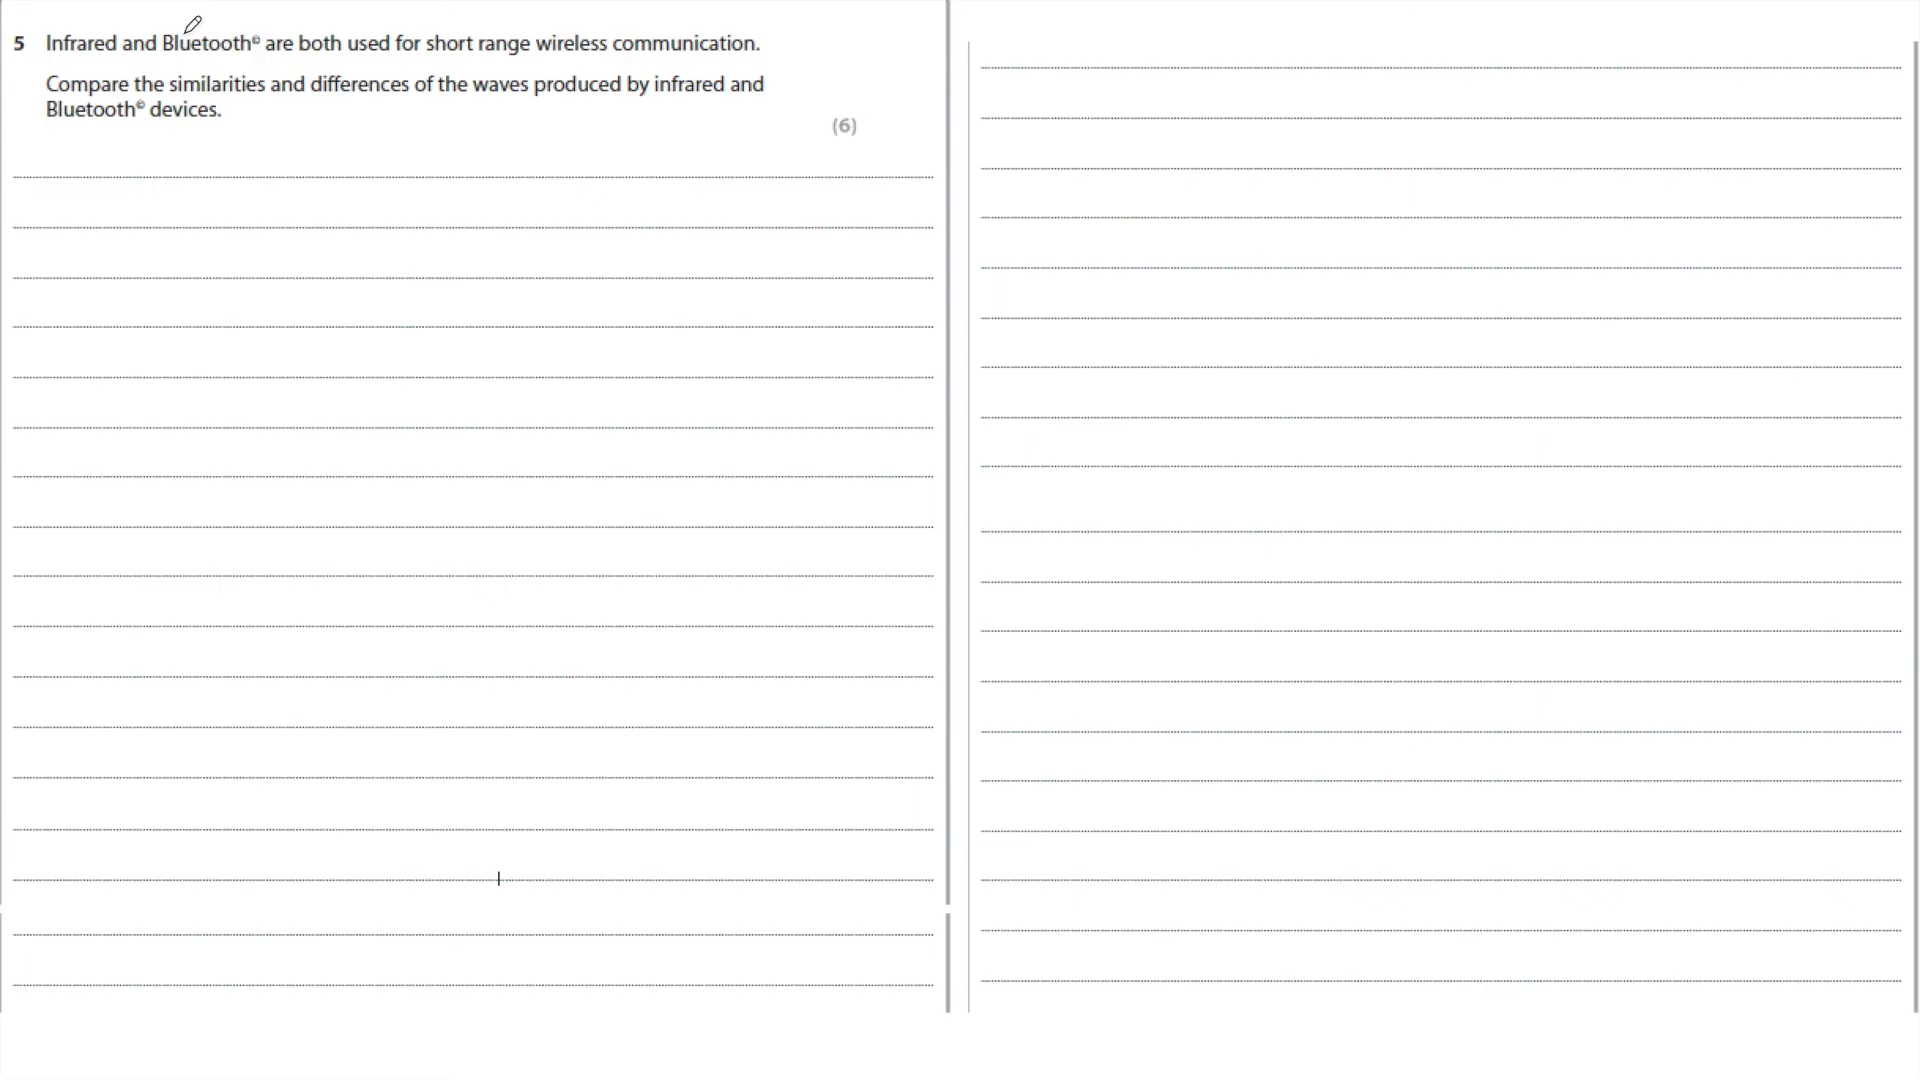 5 Infrared and Bluetooth© are both used for short range wireless communication.
Compare the similarities and differences of the waves produced by infrared and
Bluetooth© devices.
(6)